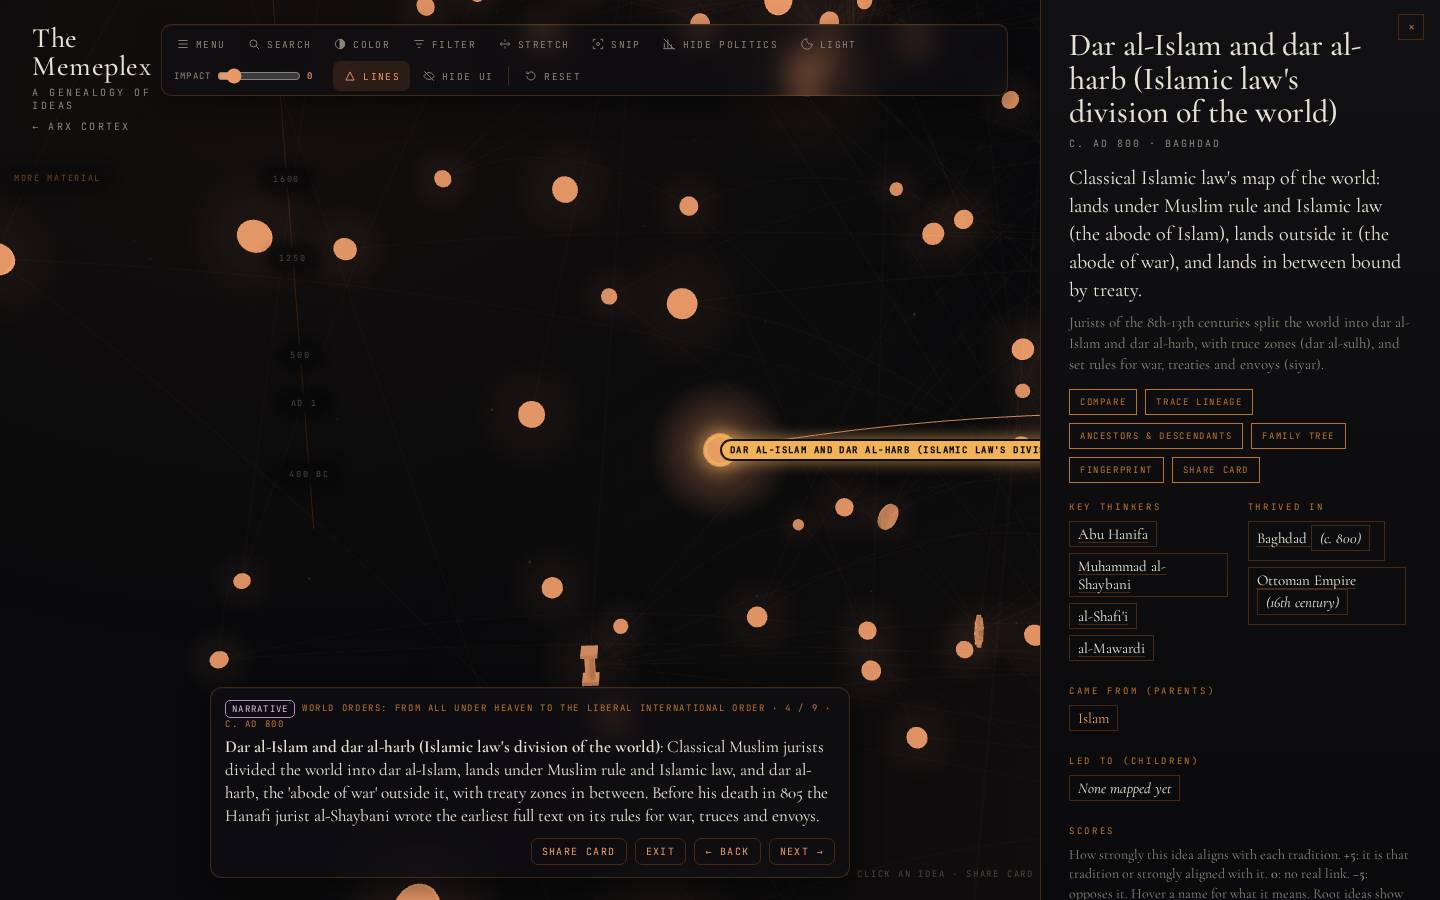 The
Memeplex
A GENEALOGY OF
IDEAS
← ARX CORTEX
MENU
SEARCH
COLOR
FILTER
STRETCH
SNIP
HIDE POLITICS
LIGHT
IMPACT
0
LINES
HIDE UI
RESET
MORE MATERIAL
1600
1250
500
AD 1
400 BC
DAR AL-ISLAM AND DAR AL-HARB (ISLAMIC LAW'S DIVI
NARRATIVE WORLD ORDERS: FROM ALL UNDER HEAVEN TO THE LIBERAL INTERNATIONAL ORDER · 4 / 9 ·
C. AD 800
Dar al-Islam and dar al-harb (Islamic law's division of the world): Classical Muslim jurists
divided the world into dar al-Islam, lands under Muslim rule and Islamic law, and dar al-
harb, the 'abode of war' outside it, with treaty zones in between. Before his death in 805 the
Hanafi jurist al-Shaybani wrote the earliest full text on its rules for war, truces and envoys.
SHARE CARD
EXIT
← BACK
NEXT →
CLICK AN IDEA · SHARE CARD
×
Dar al-Islam and dar al-
harb (Islamic law's
division of the world)
C. AD 800 · BAGHDAD
Classical Islamic law's map of the world:
lands under Muslim rule and Islamic law
(the abode of Islam), lands outside it (the
abode of war), and lands in between bound
by treaty.
Jurists of the 8th-13th centuries split the world into dar al-
Islam and dar al-harb, with truce zones (dar al-sulh), and
set rules for war, treaties and envoys (siyar).
COMPARE
TRACE LINEAGE
ANCESTORS & DESCENDANTS
FAMILY TREE
FINGERPRINT
SHARE CARD
KEY THINKERS
Abu Hanifa
Muhammad al-
Shaybani
al-Shafi'i
al-Mawardi
THRIVED IN
Baghdad (c. 800)
Ottoman Empire
(16th century)
CAME FROM (PARENTS)
Islam
LED TO (CHILDREN)
None mapped yet
SCORES
How strongly this idea aligns with each tradition. +5: it is that
tradition or strongly aligned with it. 0: no real link. −5:
opposes it. Hover a name for what it means. Root ideas show